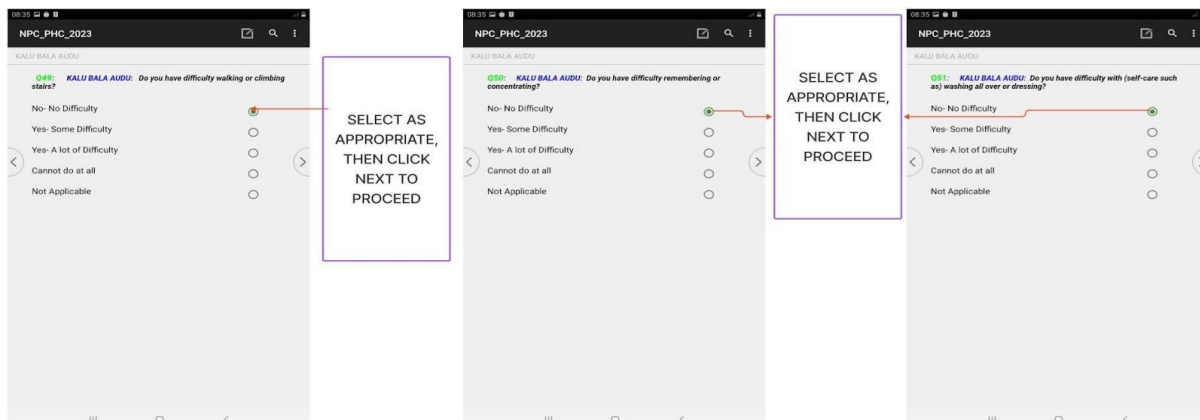 08:35
NPC_PHC_2023
KALU BALA AUDU
Q49: KALU BALA AUDU: Do you have difficulty walking or climbing
stairs?
No- No Difficulty
Yes- Some Difficulty
Yes- A lot of Difficulty
Cannot do at all
Not Applicable
SELECT AS
APPROPRIATE,
THEN CLICK
NEXT TO
PROCEED
08:35
NPC_PHC_2023
KALU BALA AUDU
Q50: KALU BALA AUDU: Do you have difficulty remembering or
concentrating?
No- No Difficulty
Yes- Some Difficulty
Yes- A lot of Difficulty
Cannot do at all
Not Applicable
SELECT AS
APPROPRIATE,
THEN CLICK
NEXT TO
PROCEED
08:35
NPC_PHC_2023
KALU BALA AUDU
Q51: KALU BALA AUDU: Do you have difficulty with (self-care such
as) washing all over or dressing?
No- No Difficulty
Yes- Some Difficulty
Yes- A lot of Difficulty
Cannot do at all
Not Applicable